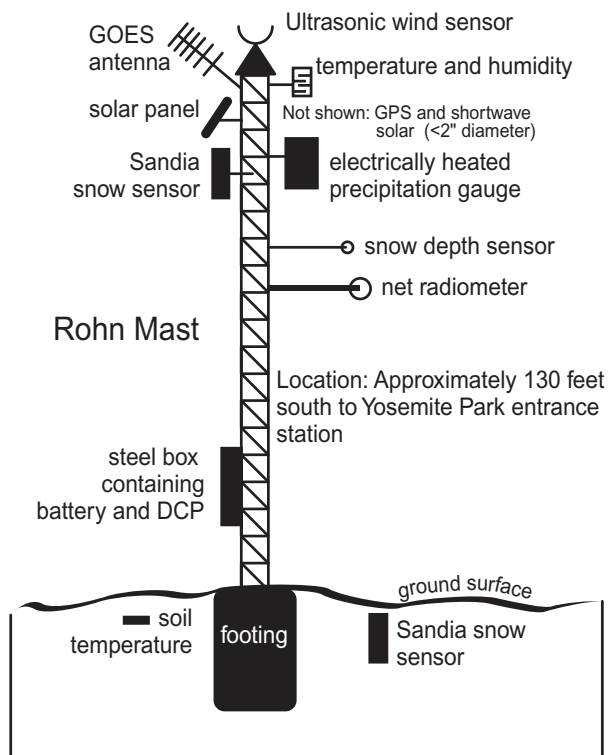 Ultrasonic wind sensor
GOES
antenna
temperature and humidity
solar panel
Not shown: GPS and shortwave
solar (<2" diameter)
Sandia
snow sensor
electrically heated
precipitation gauge
snow depth sensor
net radiometer
Rohn Mast
Location: Approximately 130 feet
south to Yosemite Park entrance
station
steel box
containing
battery and DCP
ground surface
soil
temperature
footing
Sandia snow
sensor